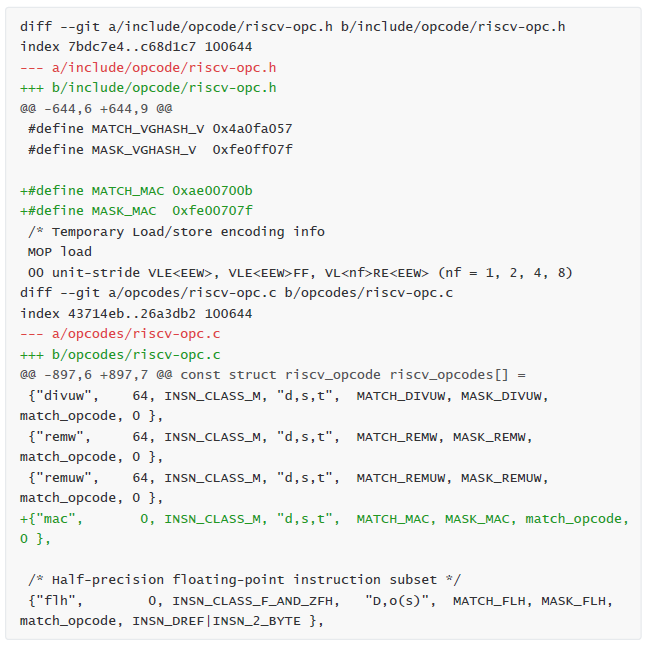 diff --git a/include/opcode/riscv-opc.h b/include/opcode/riscv-opc.h
index 7bdc7e4..c68d1c7 100644
--- a/include/opcode/riscv-opc.h
+++ b/include/opcode/riscv-opc.h
@@ -644,6 +644,9 @@
 #define MATCH_VGHASH_V 0x4a0fa057
 #define MASK_VGHASH_V  0xfe0ff07f

+#define MATCH_MAC 0xae00700b
+#define MASK_MAC  0xfe00707f
 /* Temporary Load/store encoding info
 MOP load
 00 unit-stride VLE<EEW>, VLE<EEW>FF, VL<nf>RE<EEW> (nf = 1, 2, 4, 8)
diff --git a/opcodes/riscv-opc.c b/opcodes/riscv-opc.c
index 43714eb..26a3db2 100644
--- a/opcodes/riscv-opc.c
+++ b/opcodes/riscv-opc.c
@@ -897,6 +897,7 @@ const struct riscv_opcode riscv_opcodes[] =
 {"divuw",    64, INSN_CLASS_M, "d,s,t",  MATCH_DIVUW, MASK_DIVUW,
match_opcode, 0 },
 {"remw",     64, INSN_CLASS_M, "d,s,t",  MATCH_REMW, MASK_REMW,
match_opcode, 0 },
 {"remuw",    64, INSN_CLASS_M, "d,s,t",  MATCH_REMUW, MASK_REMUW,
match_opcode, 0 },
+{"mac",       0, INSN_CLASS_M, "d,s,t",  MATCH_MAC, MASK_MAC, match_opcode,
0 },

 /* Half-precision floating-point instruction subset */
 {"flh",        0, INSN_CLASS_F_AND_ZFH,   "D,o(s)",  MATCH_FLH, MASK_FLH,
match_opcode, INSN_DREF|INSN_2_BYTE },